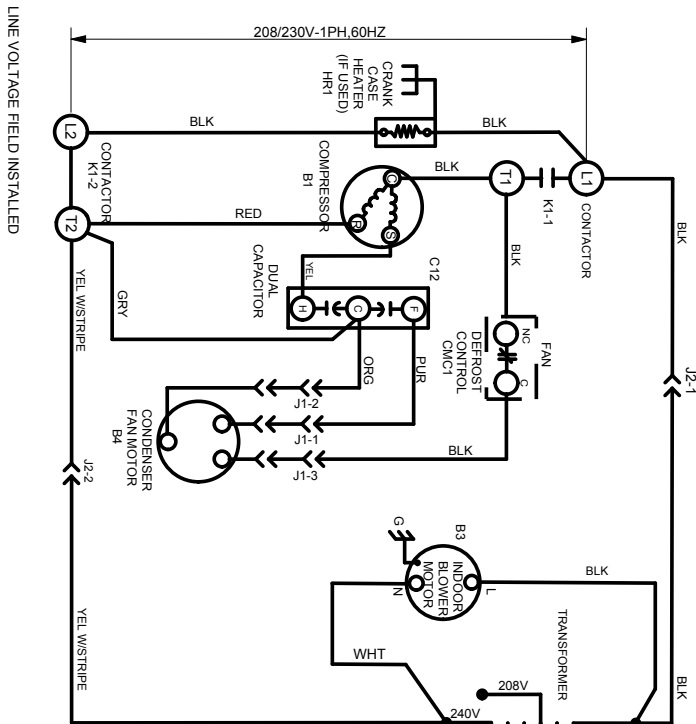 LINE VOLTAGE FIELD INSTALLED
208/230V-1PH,60HZ
CRANK
CASE
HEATER
(IF USED)
HR1
BLK
BLK
L2
CONTACTOR
K1-2
COMPRESSOR
B1
C
R
S
BLK
T1
K1-1
L1
CONTACTOR
T2
RED
BLK
BLK
YEL
DUAL
CAPACITOR
C12
H
C
F
GRY
YEL W/STRIPE
ORG
PUR
FAN
DEFROST
CONTROL
CMC1
NC
C
J2-1
J1-2
J1-1
J1-3
BLK
CONDENSER
FAN MOTOR
B4
J2-2
G
B3
INDOOR
BLOWER
MOTOR
N
L
BLK
TRANSFORMER
YEL W/STRIPE
WHT
208V
240V
BLK